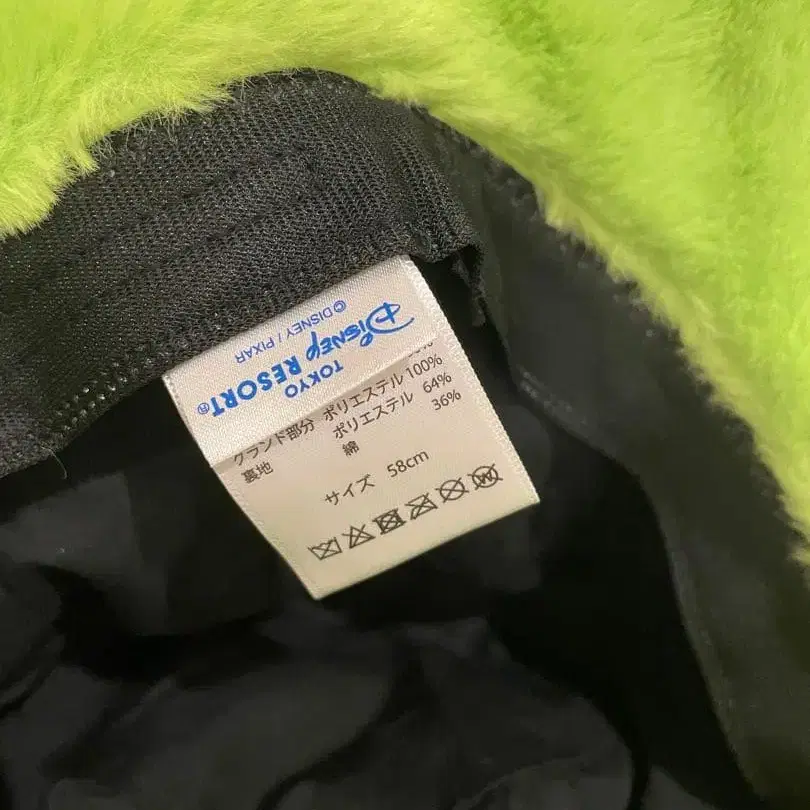 © DISNEY / PIXAR
Disney
TOKYO
RESORT®
グランド部分 ポリエステル 100%
裏地 ポリエステル 64%
綿 36%
サイズ 58cm